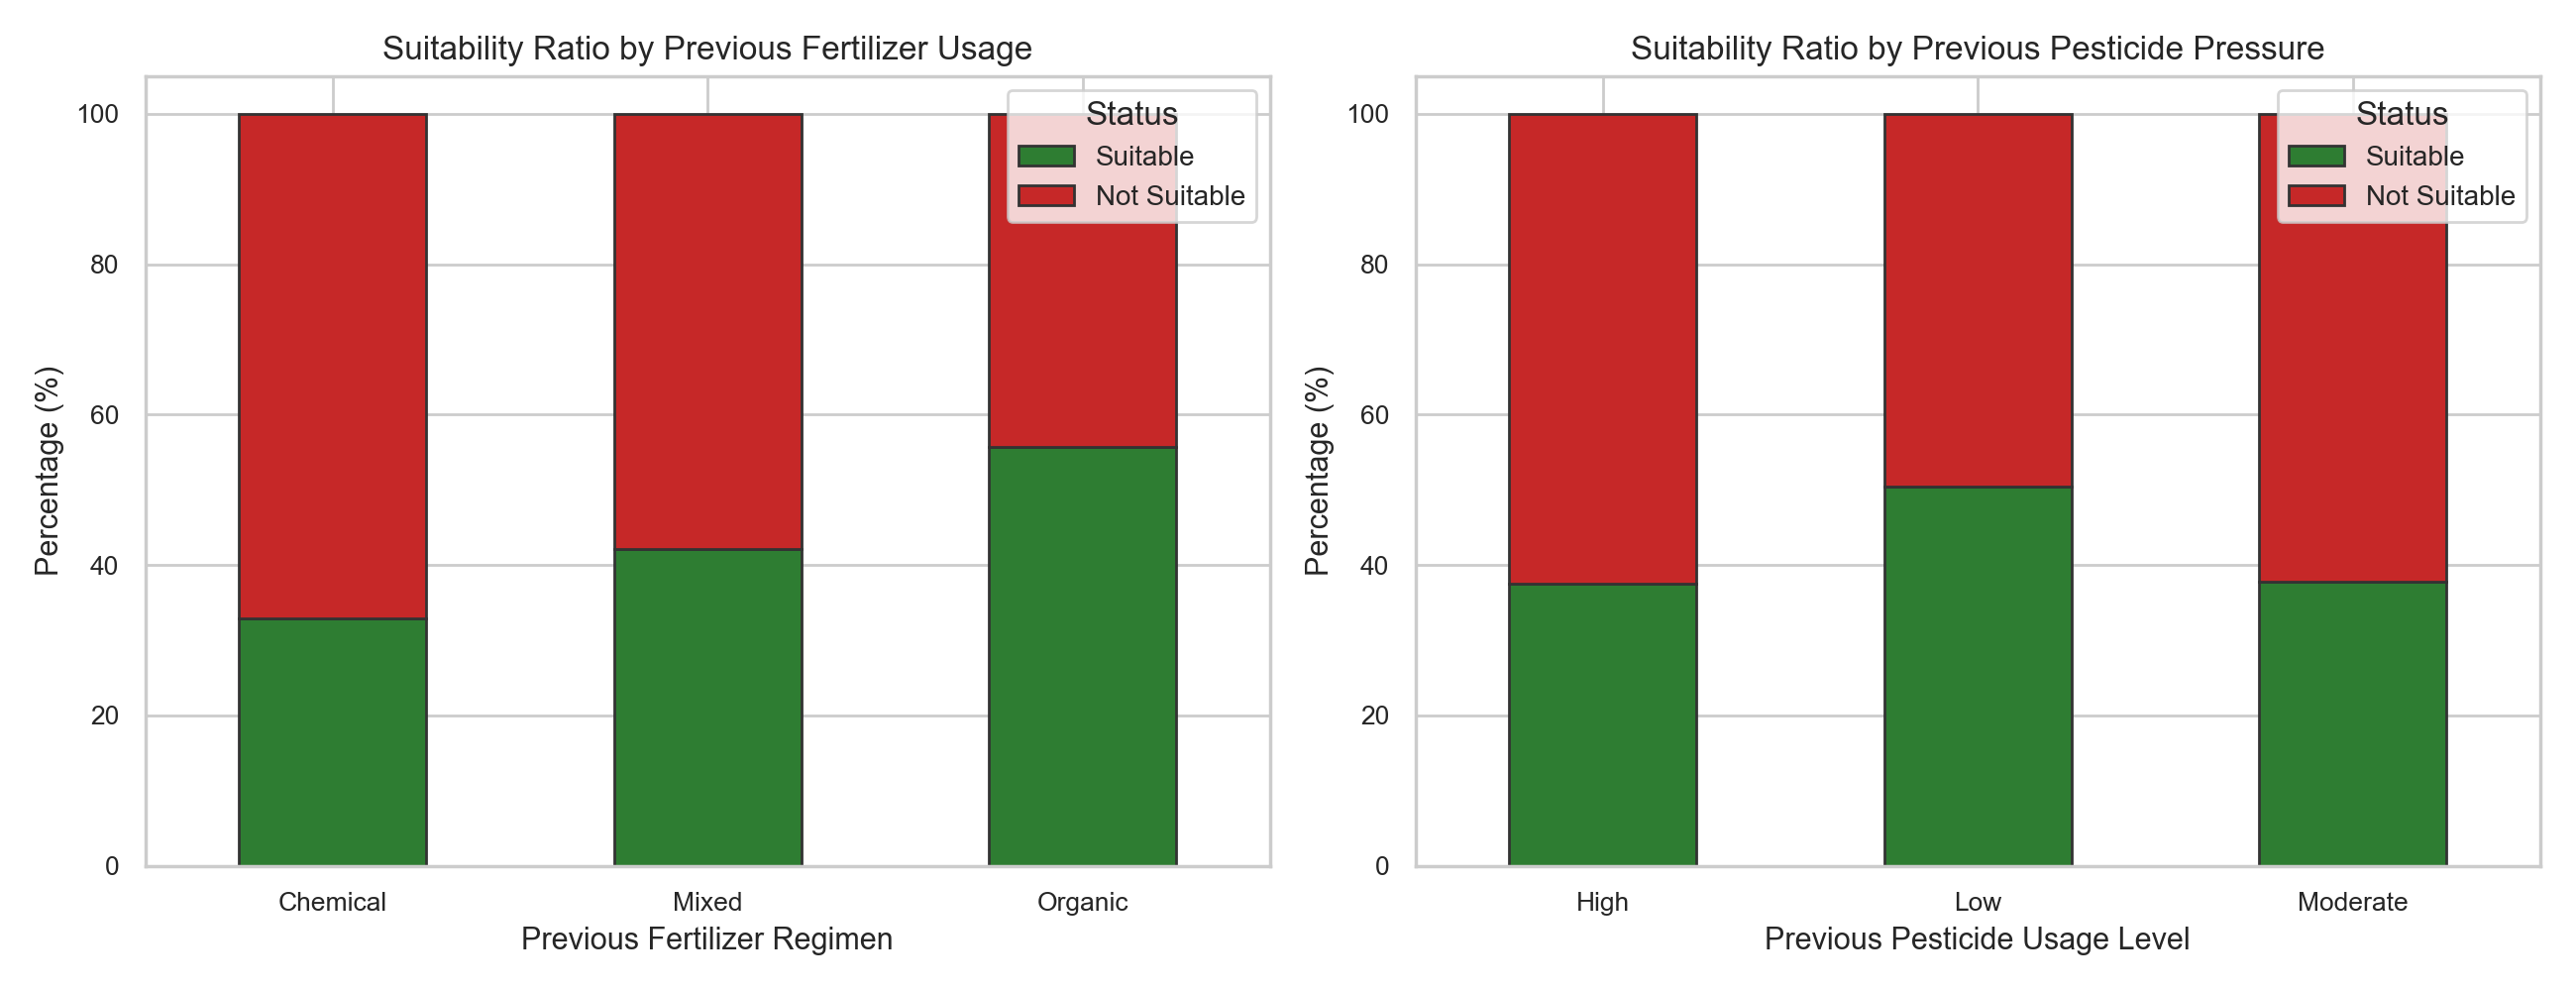 Suitability Ratio by Previous Fertilizer Usage
Status
Suitable
Not Suitable
100
80
60
40
20
0
Percentage (%)
Chemical
Mixed
Organic
Previous Fertilizer Regimen
Suitability Ratio by Previous Pesticide Pressure
Status
Suitable
Not Suitable
100
80
60
40
20
0
Percentage (%)
High
Low
Moderate
Previous Pesticide Usage Level